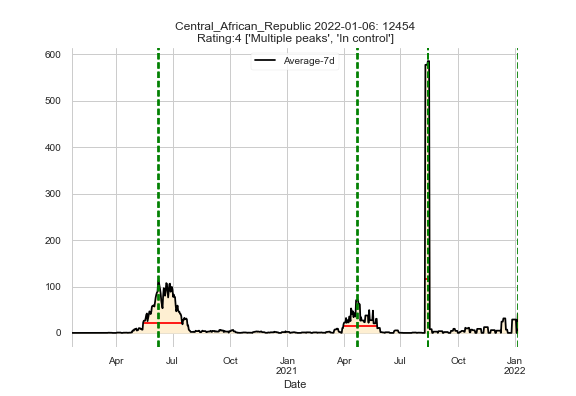 Central_African_Republic 2022-01-06: 12454
Rating:4 ['Multiple peaks', 'In control']
Average-7d
600
500
400
300
200
100
0
Apr
Jul
Oct
Jan
2021
Apr
Jul
Oct
Jan
2022
Date